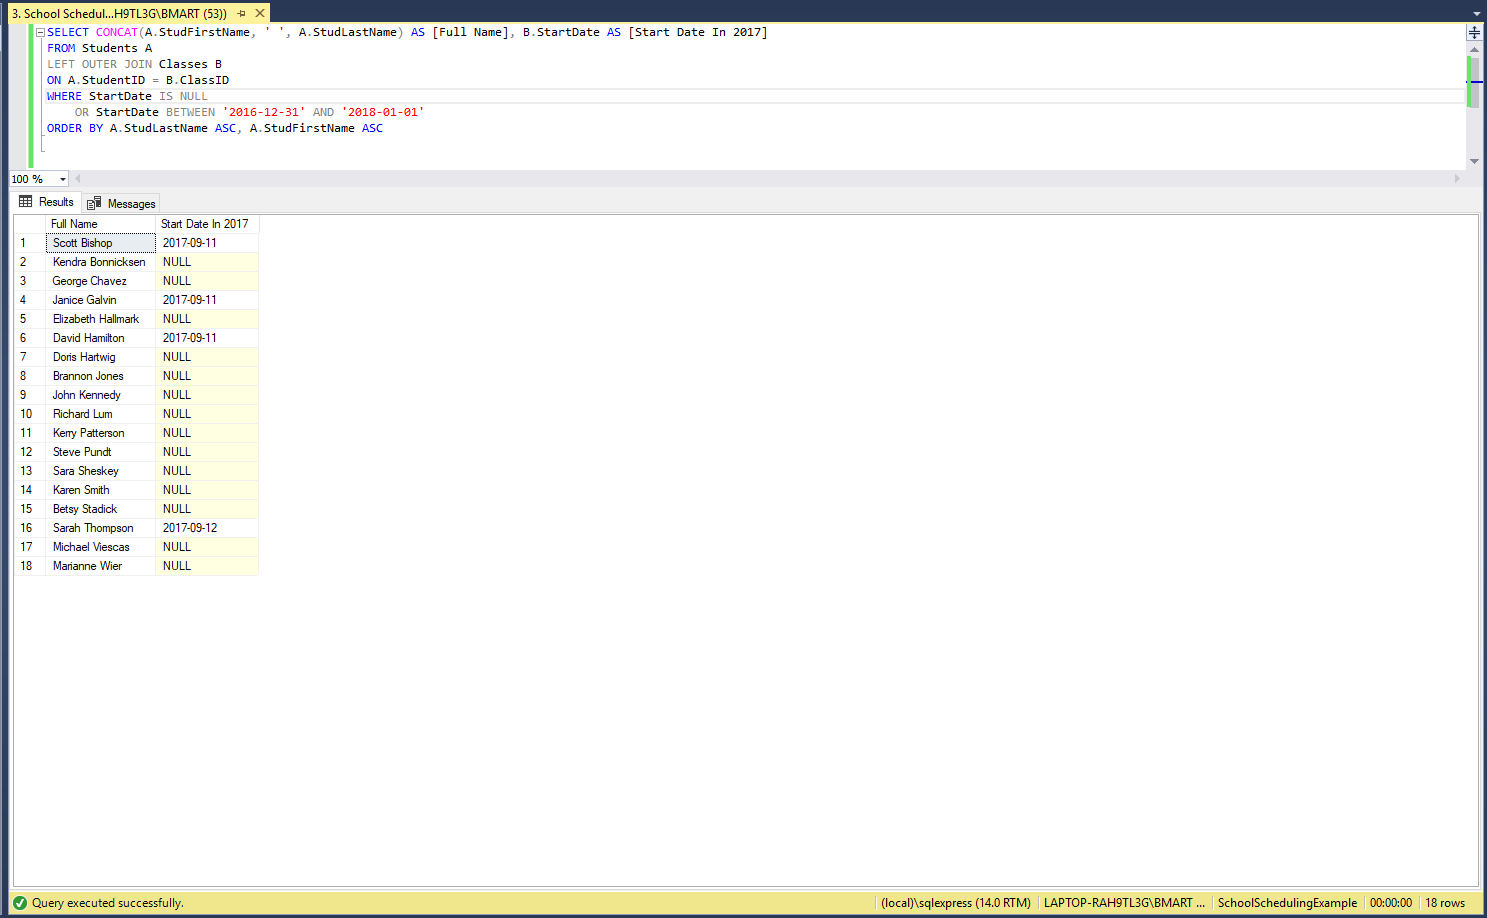 3. School Schedul...H9TL3G\BMART (53))
SELECT CONCAT(A.StudFirstName, ' ', A.StudLastName) AS [Full Name], B.StartDate AS [Start Date In 2017]
FROM Students A
LEFT OUTER JOIN Classes B
ON A.StudentID = B.ClassID
WHERE StartDate IS NULL
OR StartDate BETWEEN '2016-12-31' AND '2018-01-01'
ORDER BY A.StudLastName ASC, A.StudFirstName ASC
100 %
Results Messages
Full Name Start Date In 2017
1 Scott Bishop 2017-09-11
2 Kendra Bonnicksen NULL
3 George Chavez NULL
4 Janice Galvin 2017-09-11
5 Elizabeth Hallmark NULL
6 David Hamilton 2017-09-11
7 Doris Hartwig NULL
8 Brannon Jones NULL
9 John Kennedy NULL
10 Richard Lum NULL
11 Kerry Patterson NULL
12 Steve Pundt NULL
13 Sara Sheskey NULL
14 Karen Smith NULL
15 Betsy Stadick NULL
16 Sarah Thompson 2017-09-12
17 Michael Viescas NULL
18 Marianne Wier NULL
Query executed successfully. (local)\sqlexpress (14.0 RTM) LAPTOP-RAH9TL3G\BMART ... SchoolSchedulingExample 00:00:00 18 rows